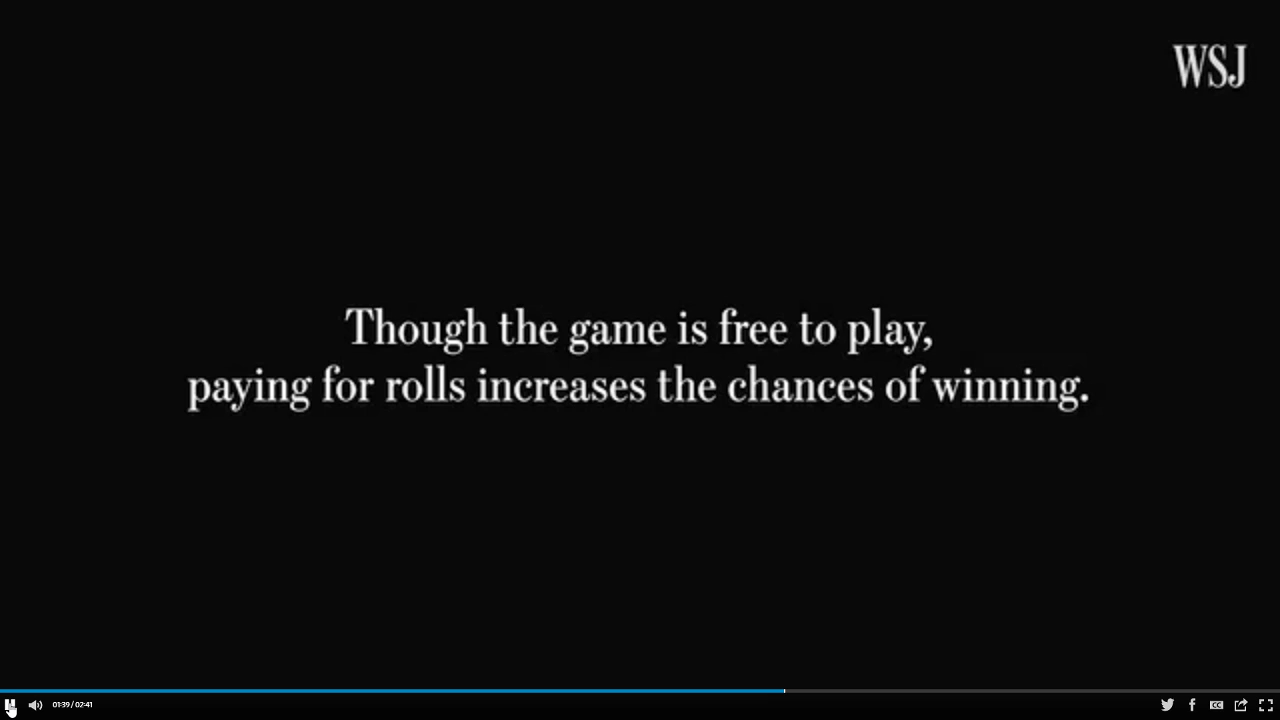 WSJ
Though the game is free to play,
paying for rolls increases the chances of winning.
01:39 / 02:41
CC